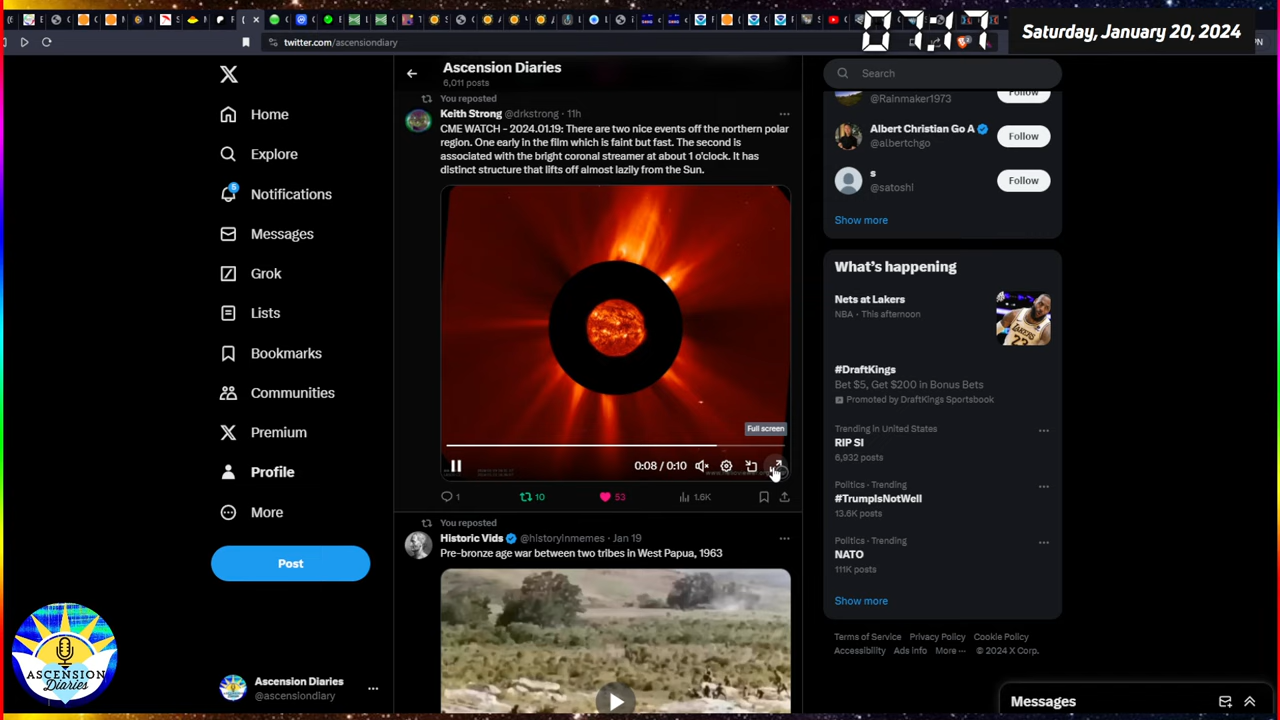 07:17
Saturday, January 20, 2024
twitter.com/ascensiondiary
Home
Explore
5
Notifications
Messages
Grok
Lists
Bookmarks
Communities
Premium
Profile
More
Post
Ascension Diaries
@ascensiondiary
ASCENSION
Diaries
Ascension Diaries
6,011 posts
You reposted
Keith Strong @drkstrong · 11h
CME WATCH - 2024.01.19: There are two nice events off the northern polar
region. One early in the film which is faint but fast. The second is
associated with the bright coronal streamer at about 1 o'clock. It has
distinct structure that lifts off almost lazily from the Sun.
Full screen
0:08 / 0:10
1
10
53
1.6K
You reposted
Historic Vids @historyinmemes · Jan 19
Pre-bronze age war between two tribes in West Papua, 1963
Search
@Rainmaker1973
Follow
Albert Christian Go A
@albertchgo
Follow
s
@satoshl
Follow
Show more
What's happening
Nets at Lakers
NBA · This afternoon
#DraftKings
Bet $5, Get $200 in Bonus Bets
Promoted by DraftKings Sportsbook
Trending in United States
RIP SI
6,932 posts
Politics · Trending
#TrumpIsNotWell
13.6K posts
Politics · Trending
NATO
111K posts
Show more
Terms of Service Privacy Policy Cookie Policy
Accessibility Ads info More ··· © 2024 X Corp.
Messages